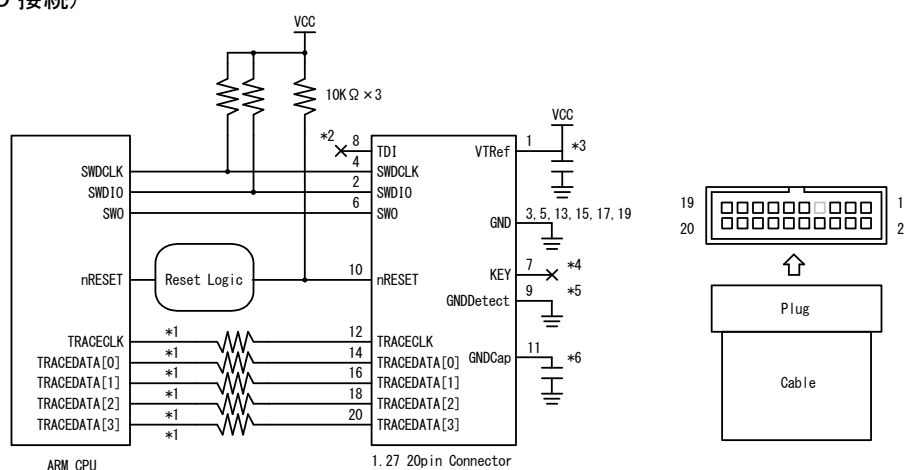 接続)
VCC
10KΩ×3
VCC
*2
8
TDI
VTRef
1
*3
SWDCLK
4
SWDCLK
SWDIO
2
SWDIO
SWO
6
SWO
GND
3,5,13,15,17,19
KEY
7
*4
nRESET
Reset Logic
10
nRESET
GNDDetect
9
*5
TRACECLK
*1
12
TRACECLK
TRACEDATA[0]
*1
14
TRACEDATA[0]
GNDCap
11
*6
TRACEDATA[1]
*1
16
TRACEDATA[1]
TRACEDATA[2]
*1
18
TRACEDATA[2]
TRACEDATA[3]
*1
20
TRACEDATA[3]
ARM CPU
1.27 20pin Connector
19
1
20
2
Plug
Cable